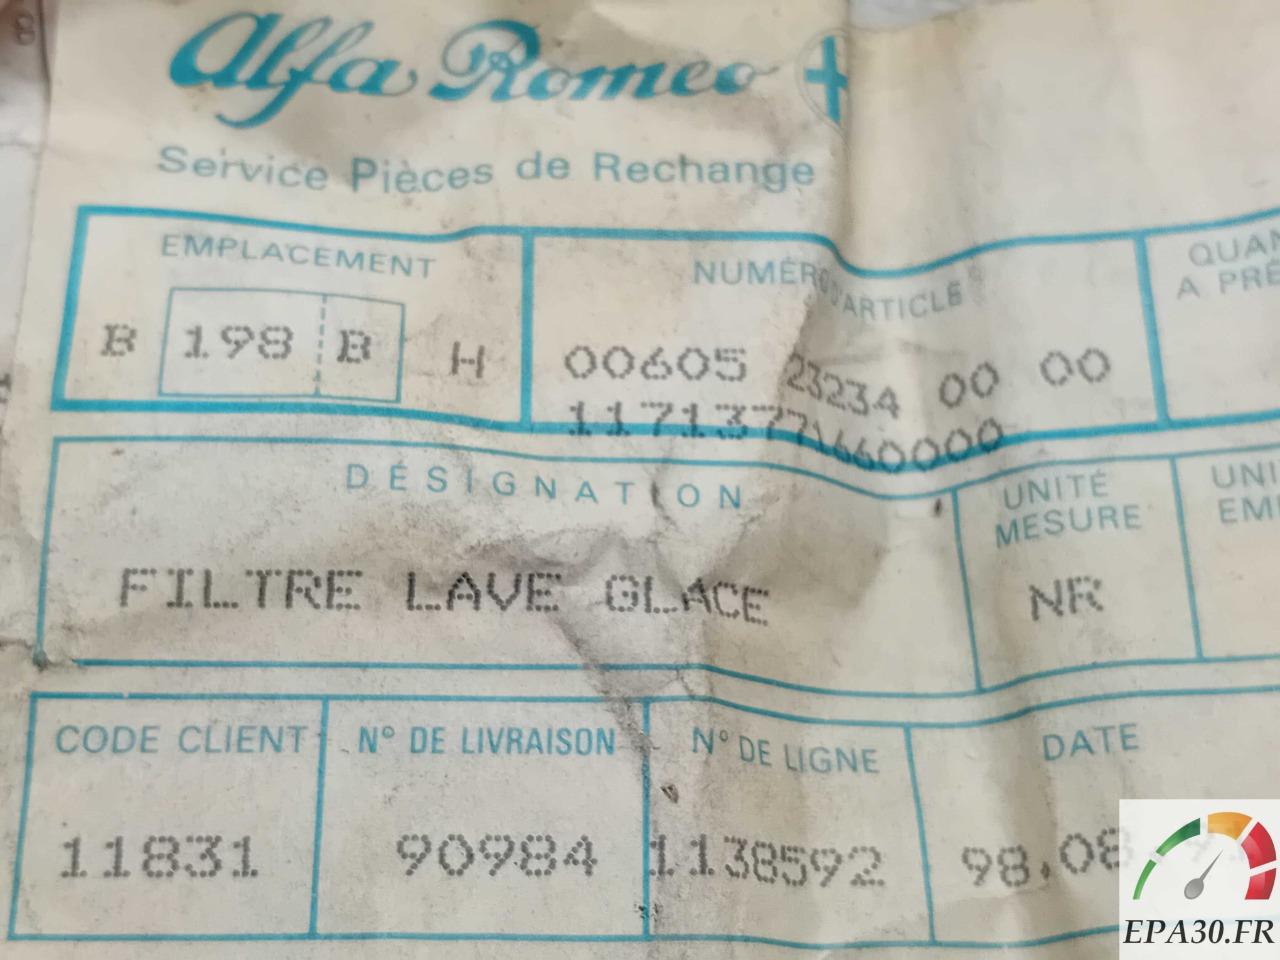 Alfa Romeo
Service Pièces de Rechange
EMPLACEMENT
B 198 B H
NUMÉRO D'ARTICLE
00605 23234 00 00
11713771660000
QUAN
A PRÉ
DÉSIGNATION
FILTRE LAVE GLACE
UNITÉ
MESURE
NR
UNI
EM
CODE CLIENT
11831
N° DE LIVRAISON
90984
N° DE LIGNE
1138592
DATE
98.08
EPA30.FR